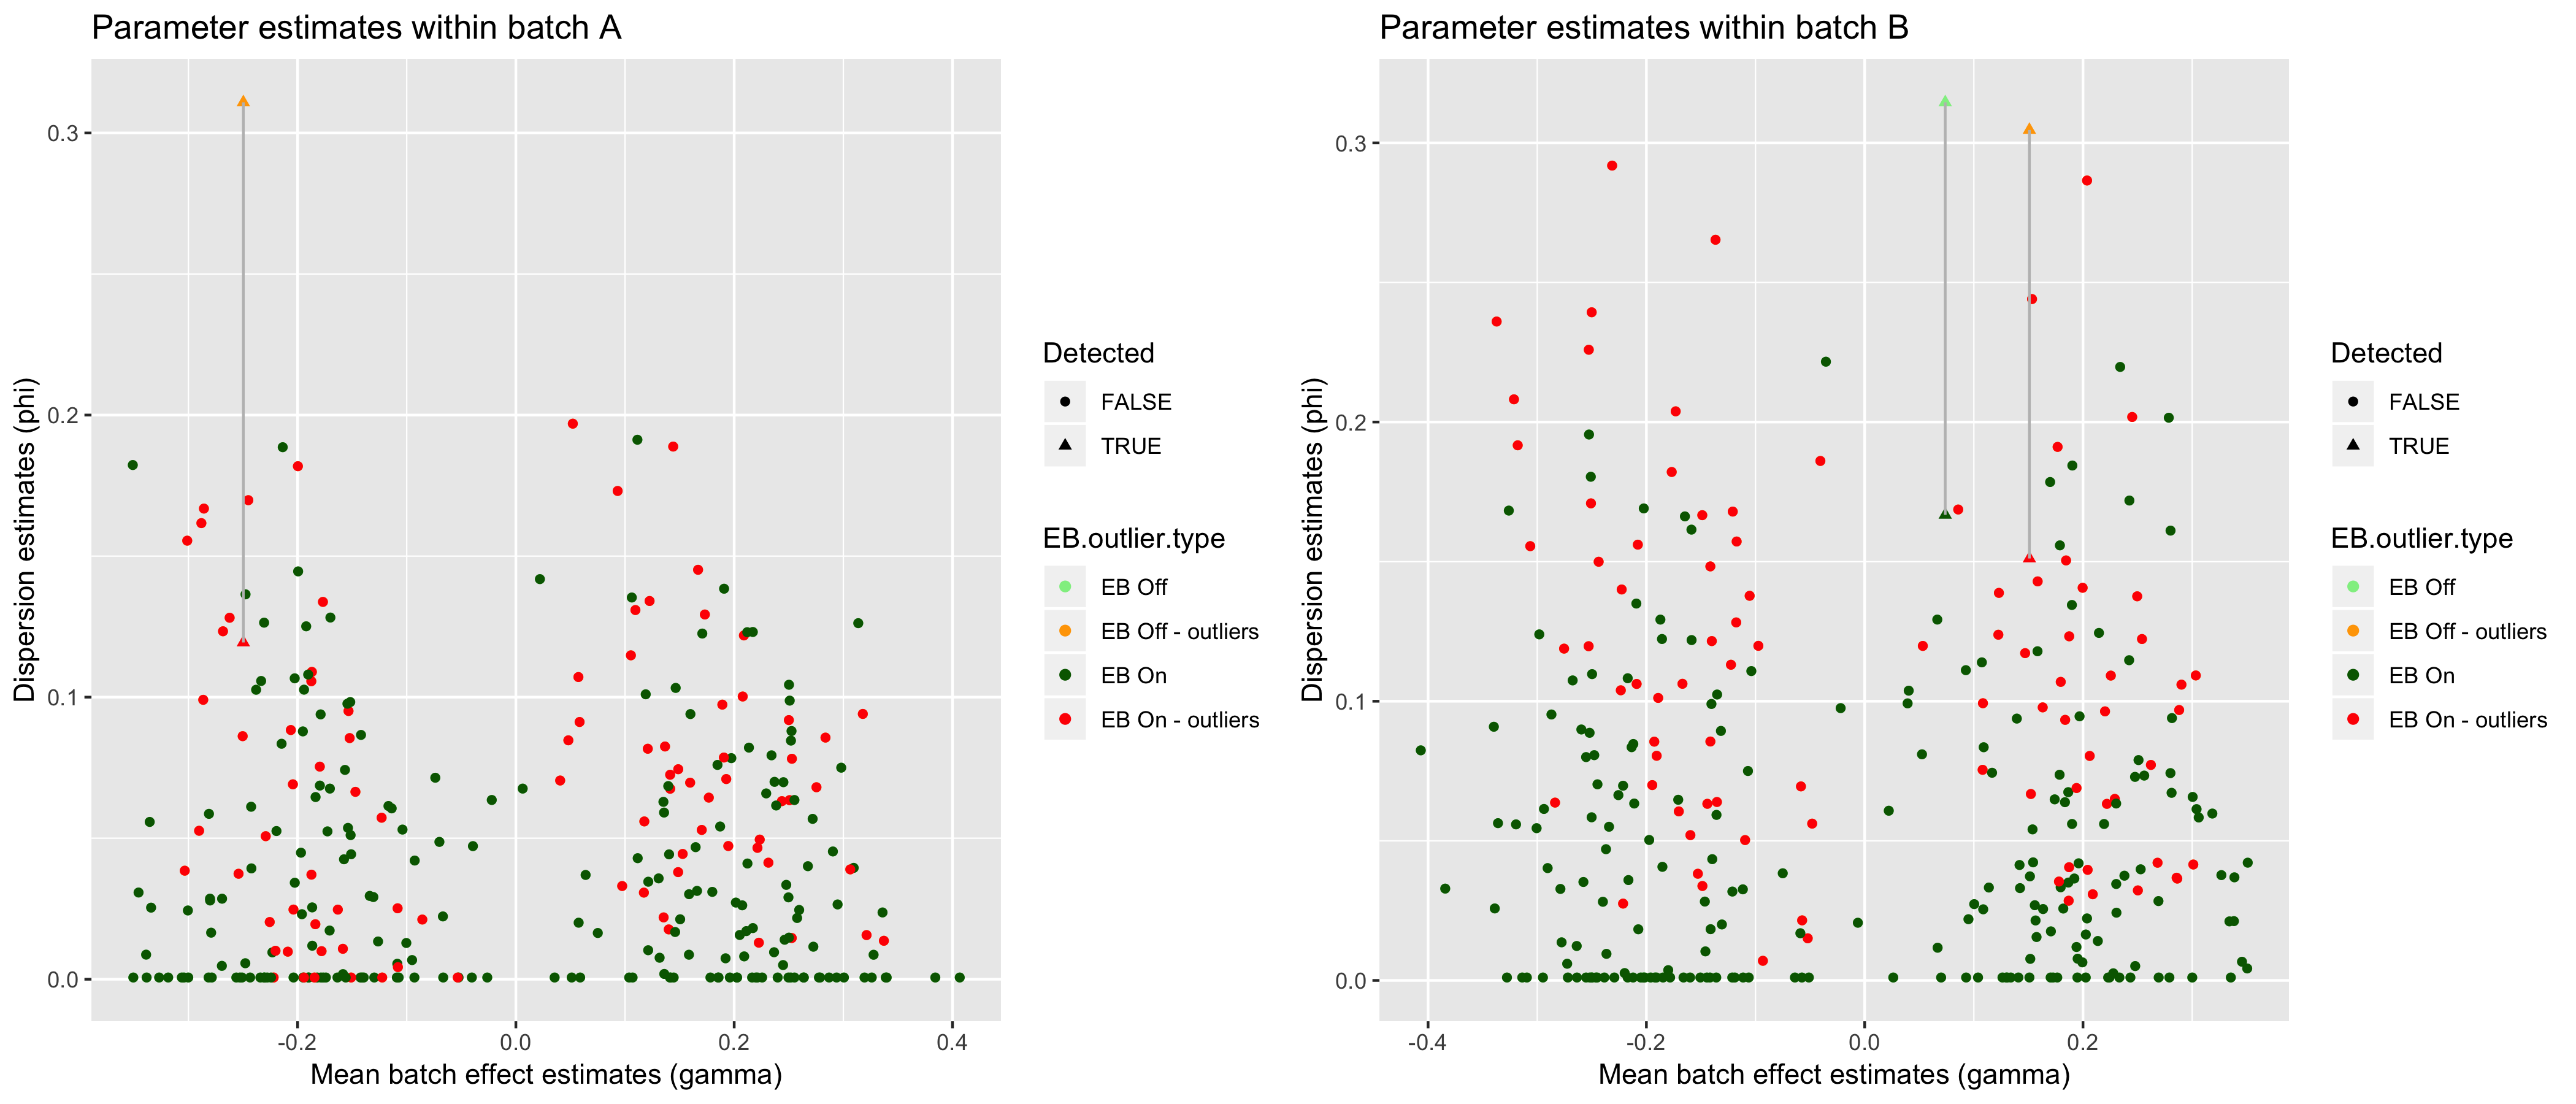 Parameter estimates within batch A
Dispersion estimates (phi)
0.3
0.2
0.1
0.0
-0.2
0.0
0.2
0.4
Mean batch effect estimates (gamma)
Detected
FALSE
TRUE
EB.outlier.type
EB Off
EB Off - outliers
EB On
EB On - outliers
Parameter estimates within batch B
Dispersion estimates (phi)
0.3
0.2
0.1
0.0
-0.4
-0.2
0.0
0.2
Mean batch effect estimates (gamma)
Detected
FALSE
TRUE
EB.outlier.type
EB Off
EB Off - outliers
EB On
EB On - outliers